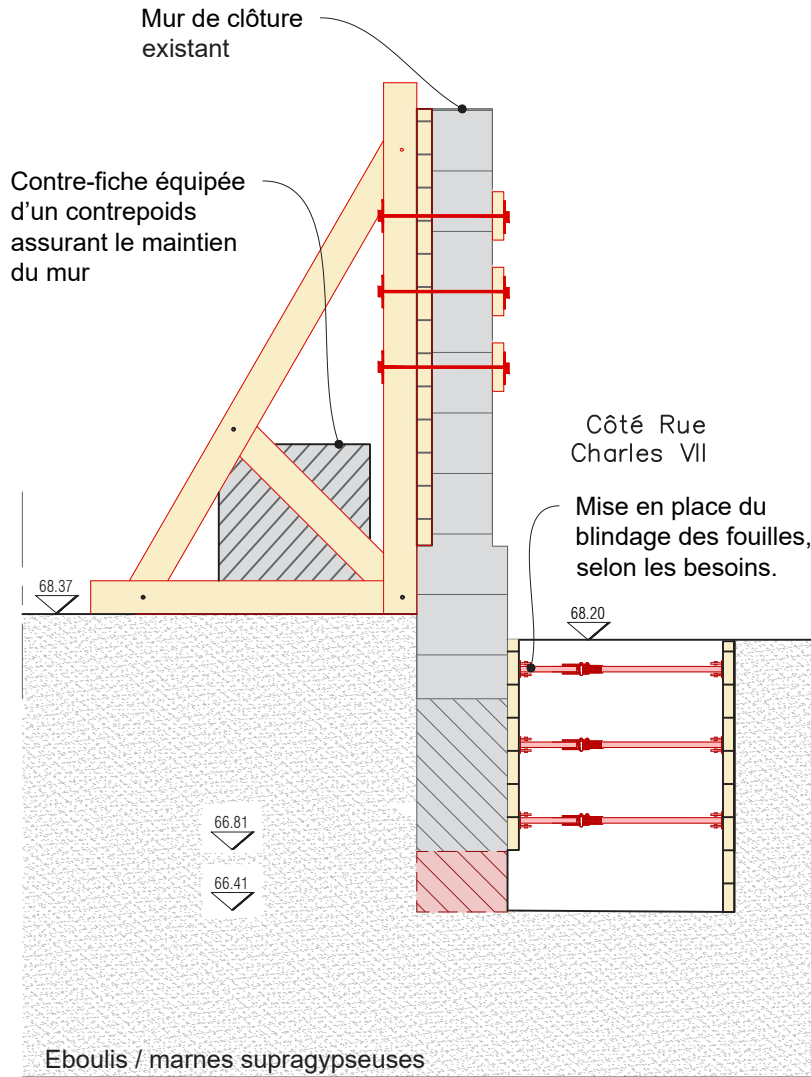 Mur de clôture
existant
Contre-fiche équipée
d'un contrepoids
assurant le maintien
du mur
Côté Rue
Charles VII
Mise en place du
blindage des fouilles,
selon les besoins.
68.37
68.20
66.81
66.41
Eboulis / marnes supragypseuses